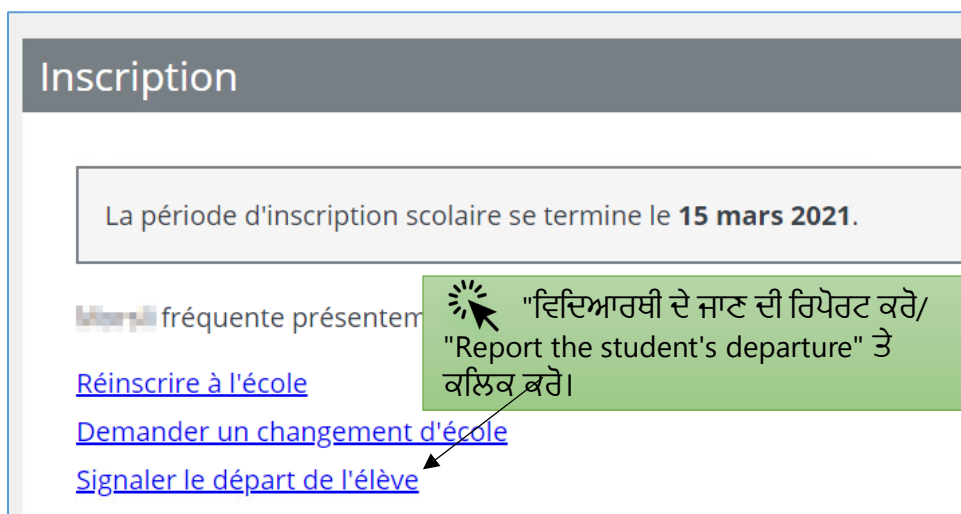 Inscription
La période d'inscription scolaire se termine le 15 mars 2021.
fréquente présentem
"ਵਿਦਿਆਰਥੀ ਦੇ ਜਾਣ ਦੀ ਰਿਪੋਰਟ ਕਰੋ/
"Report the student's departure" ਤੇ
ਕਲਿਕ ਕਰੋ।
Réinscrire à l'école
Demander un changement d'école
Signaler le départ de l'élève